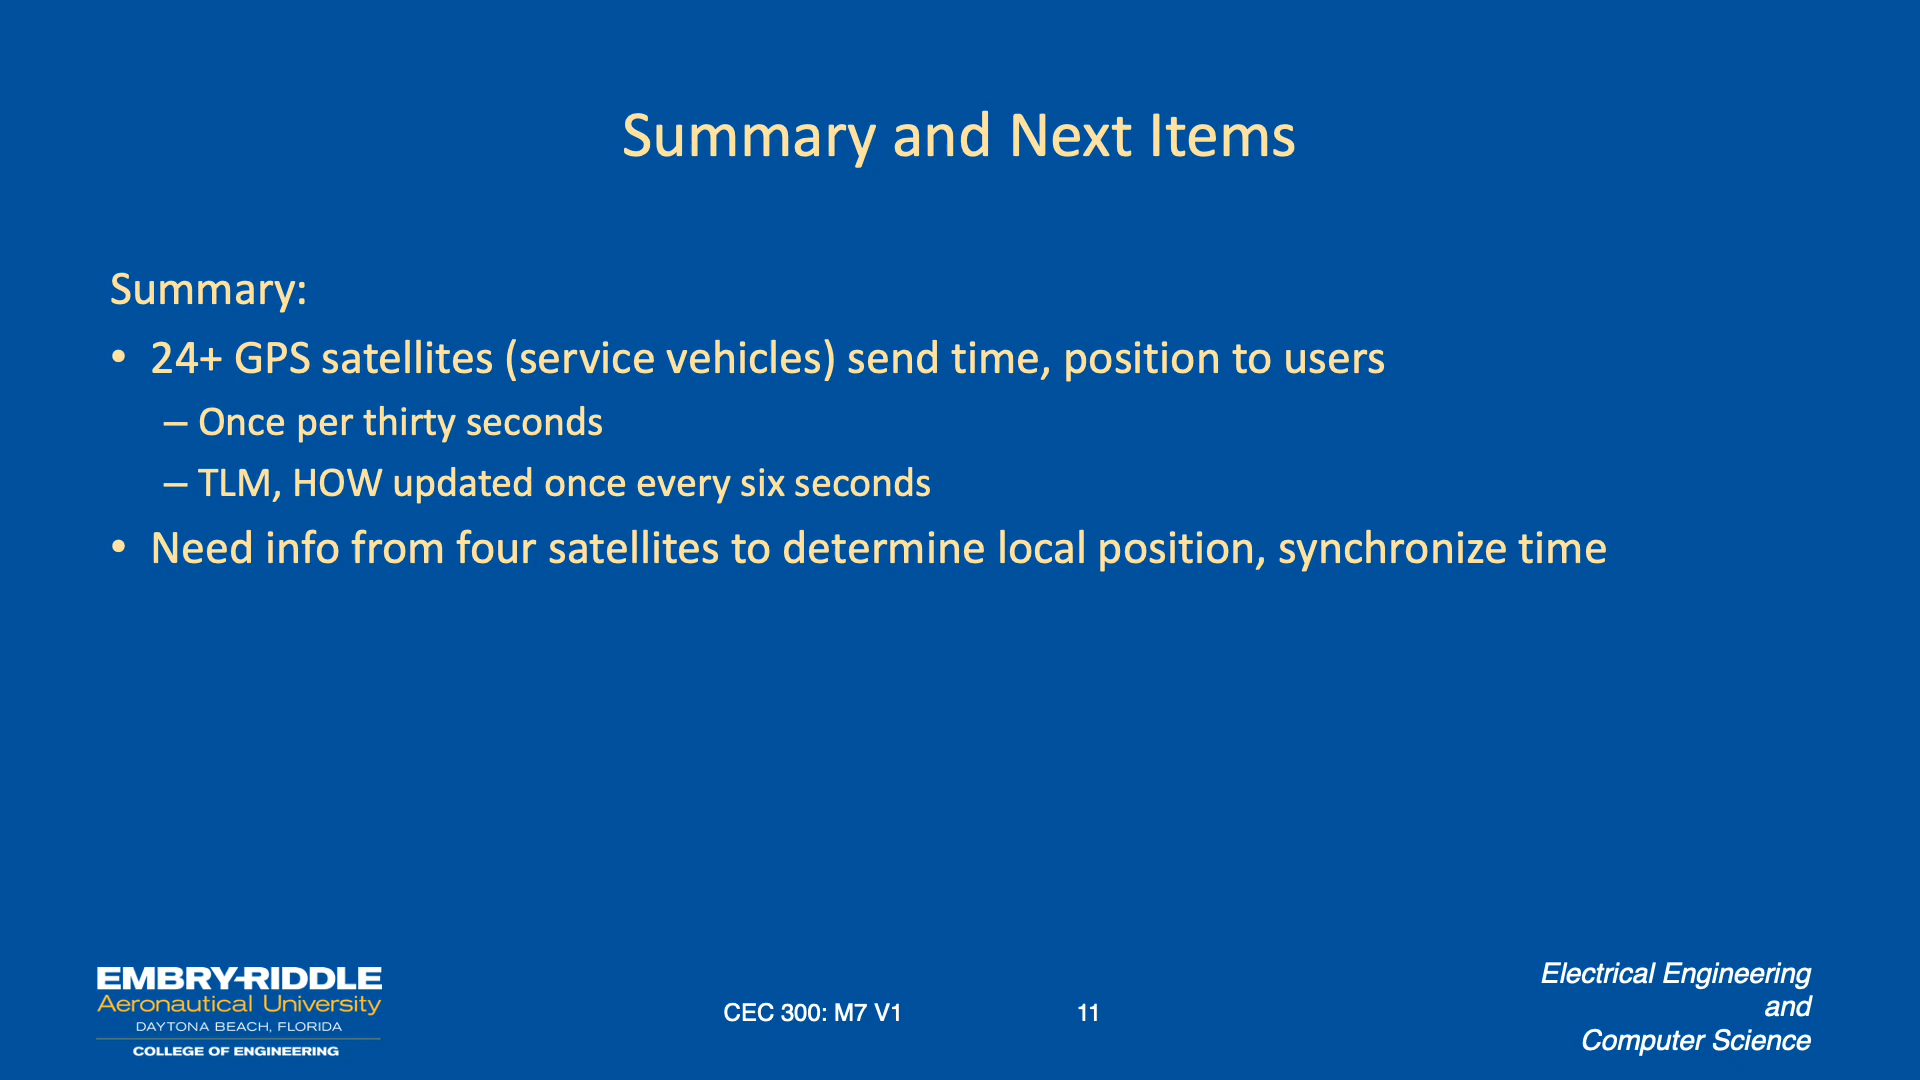 Summary and Next Items
Summary:
• 24+ GPS satellites (service vehicles) send time, position to users
– Once per thirty seconds
– TLM, HOW updated once every six seconds
• Need info from four satellites to determine local position, synchronize time
EMBRY-RIDDLE
Aeronautical University
DAYTONA BEACH, FLORIDA
COLLEGE OF ENGINEERING
CEC 300: M7 V1
11
Electrical Engineering
and
Computer Science